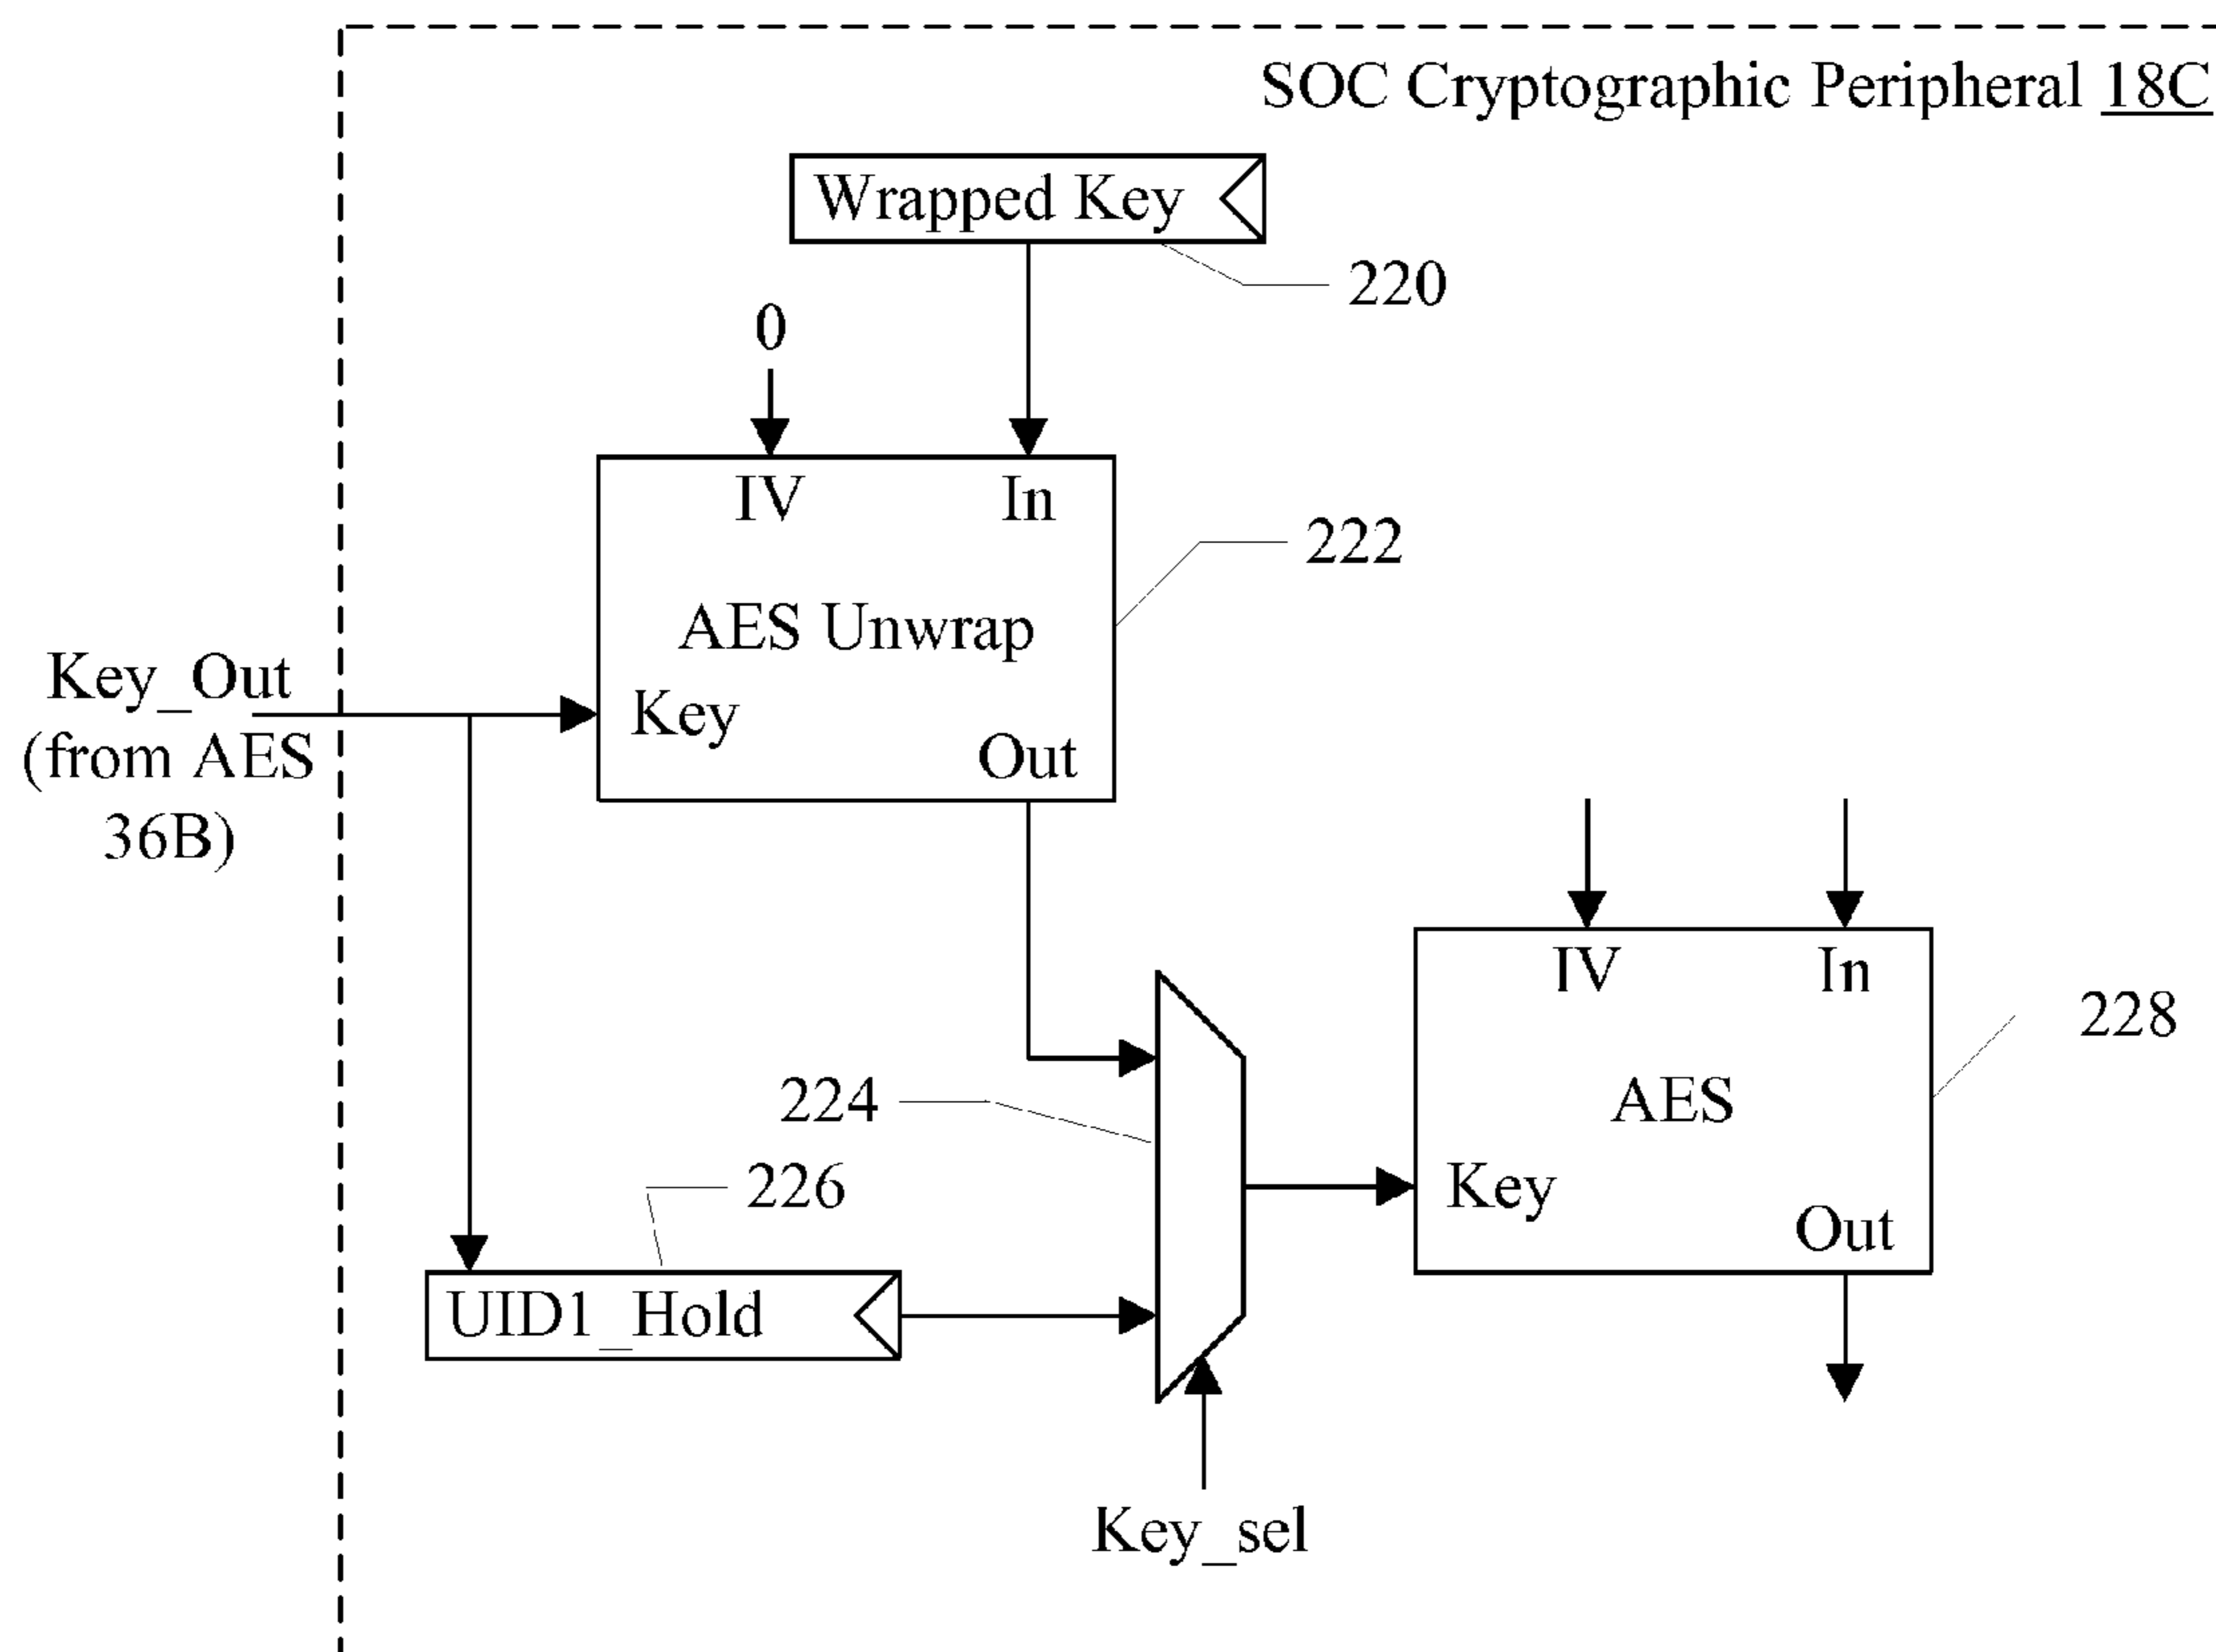 SOC Cryptographic Peripheral 18C
Wrapped Key
220
0
IV In
222
AES Unwrap
Key_Out
(from AES
36B)
Key
Out
IV In
228
224
AES
226
Key
Out
UID1_Hold
Key_sel